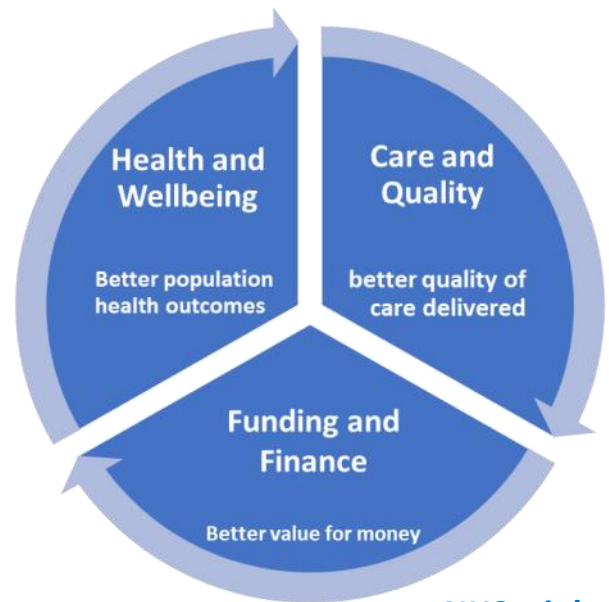 Health and
Wellbeing
Better population
health outcomes
Care and
Quality
better quality of
care delivered
Funding and
Finance
Better value for money